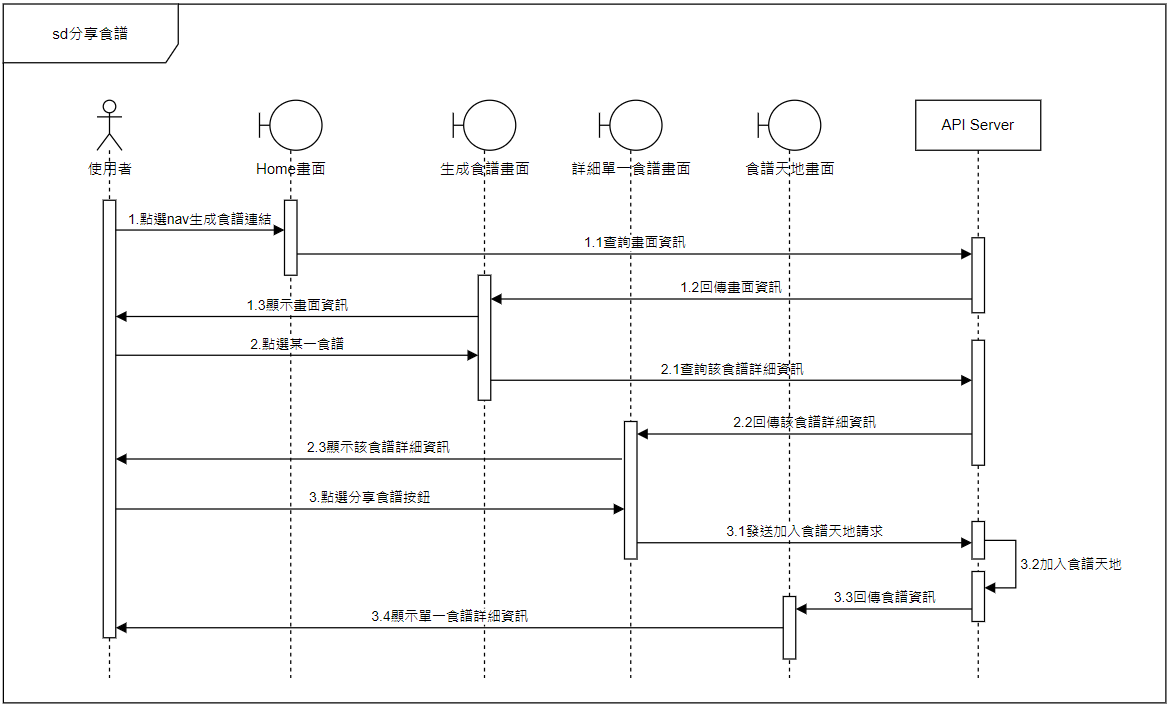 sd分享食譜
使用者
Home畫面
生成食譜畫面
詳細單一食譜畫面
食譜天地畫面
API Server
1.點選nav生成食譜連結
1.1查詢畫面資訊
1.2回傳畫面資訊
1.3顯示畫面資訊
2.點選某一食譜
2.1查詢該食譜詳細資訊
2.2回傳該食譜詳細資訊
2.3顯示該食譜詳細資訊
3.點選分享食譜按鈕
3.1發送加入食譜天地請求
3.2加入食譜天地
3.3回傳食譜資訊
3.4顯示單一食譜詳細資訊